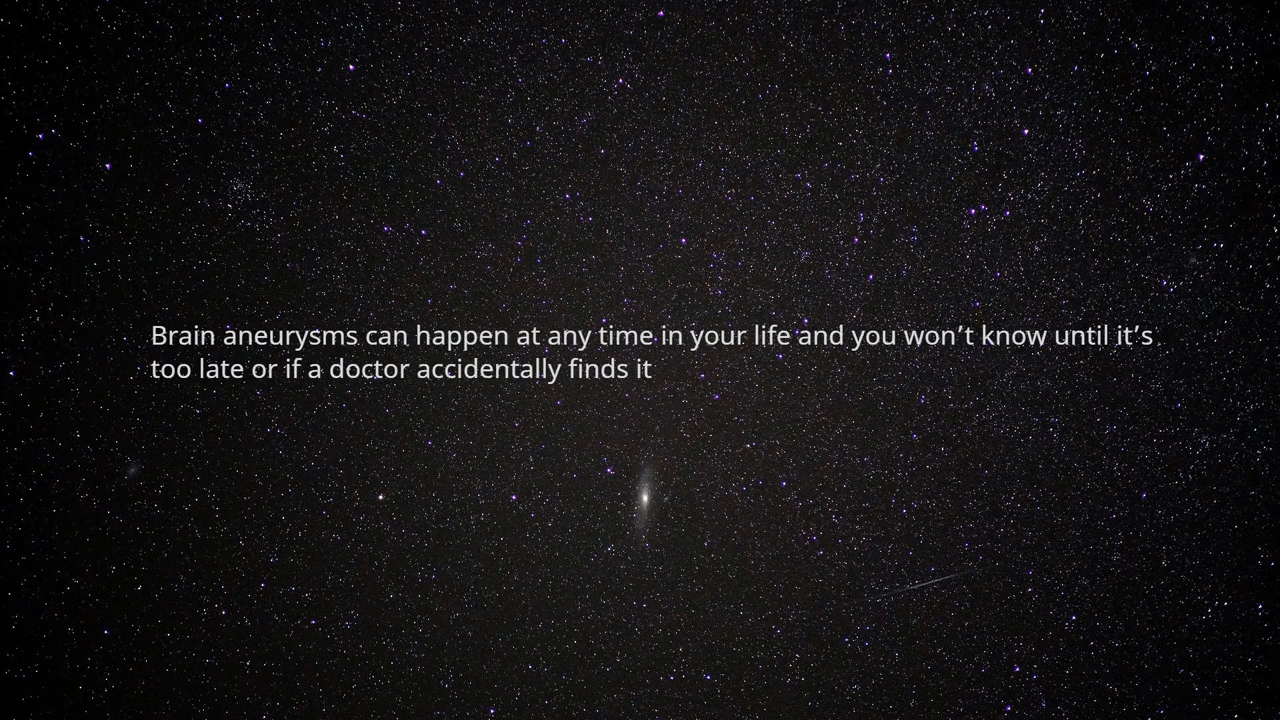 Brain aneurysms can happen at any time in your life and you won’t know until it’s
too late or if a doctor accidentally finds it